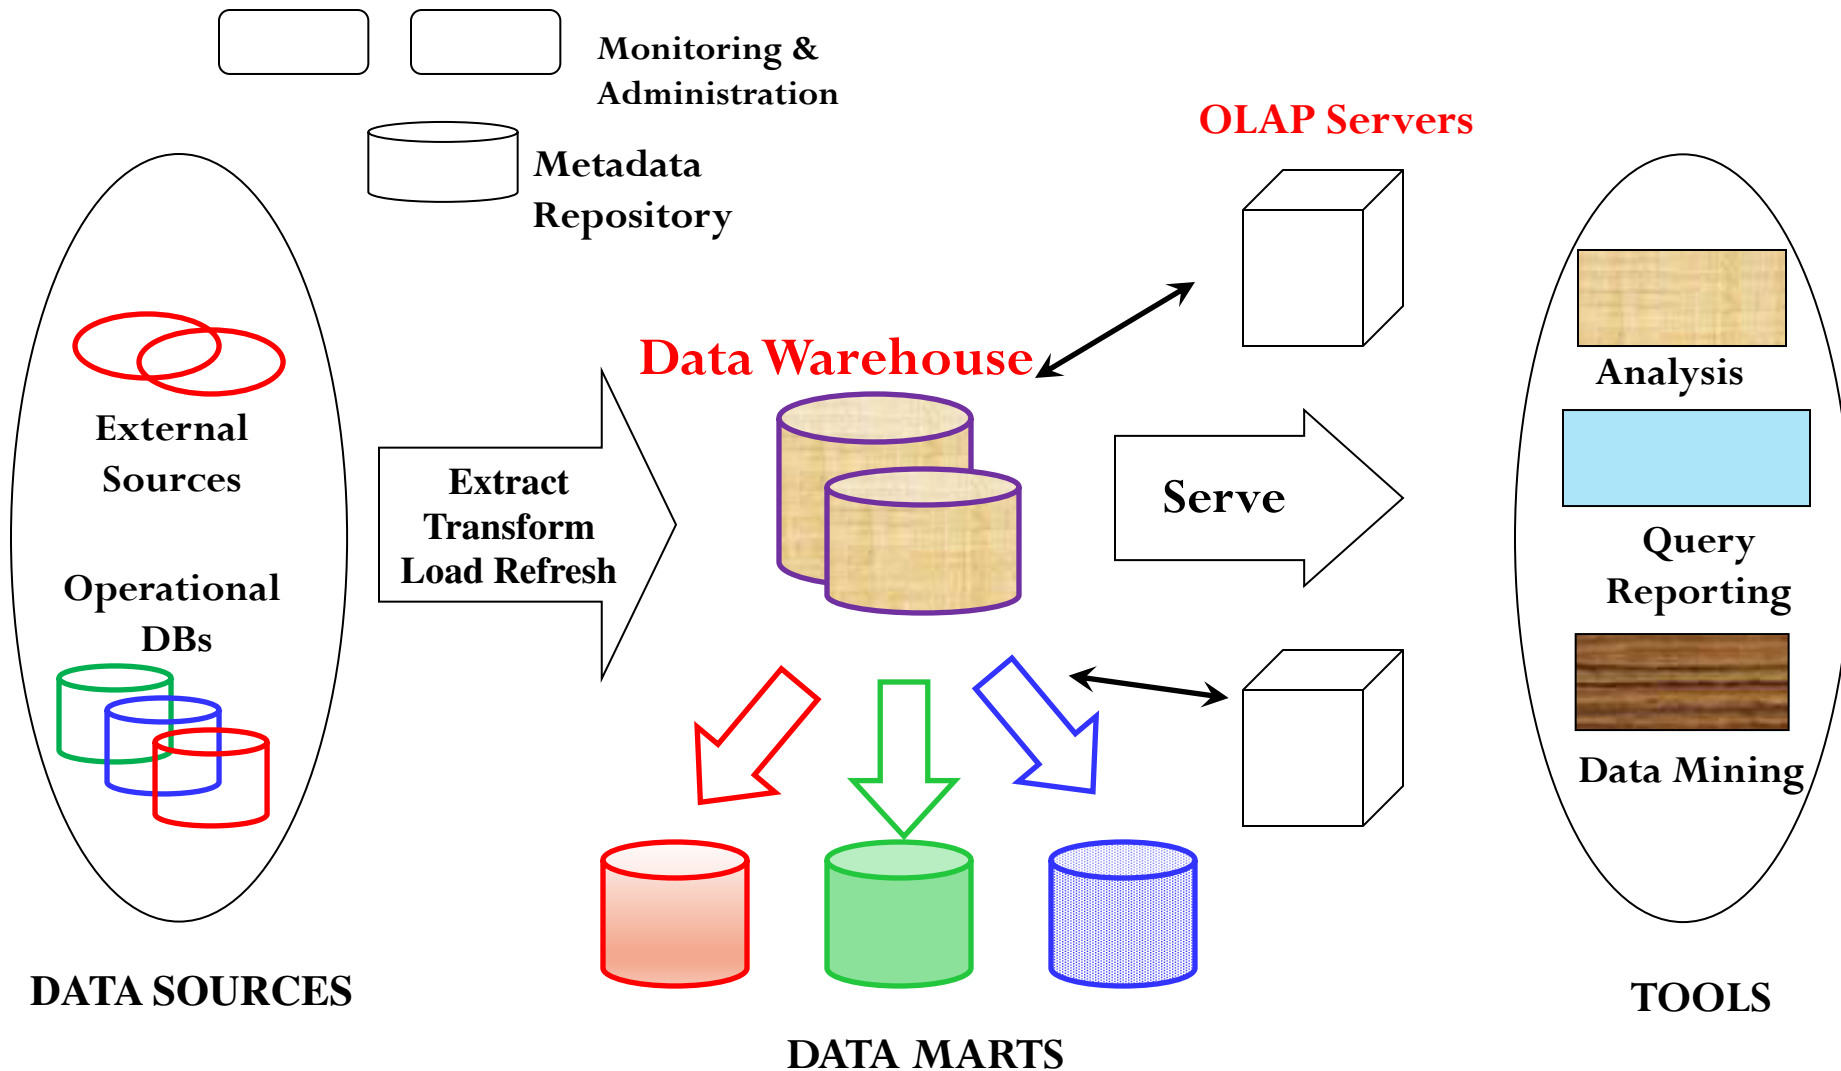 Monitoring &
Administration
OLAP Servers
Metadata
Repository
Data Warehouse
Analysis
External
Sources
Extract
Transform
Load Refresh
Serve
Query
Reporting
Operational
DBs
Data Mining
DATA SOURCES
TOOLS
DATA MARTS